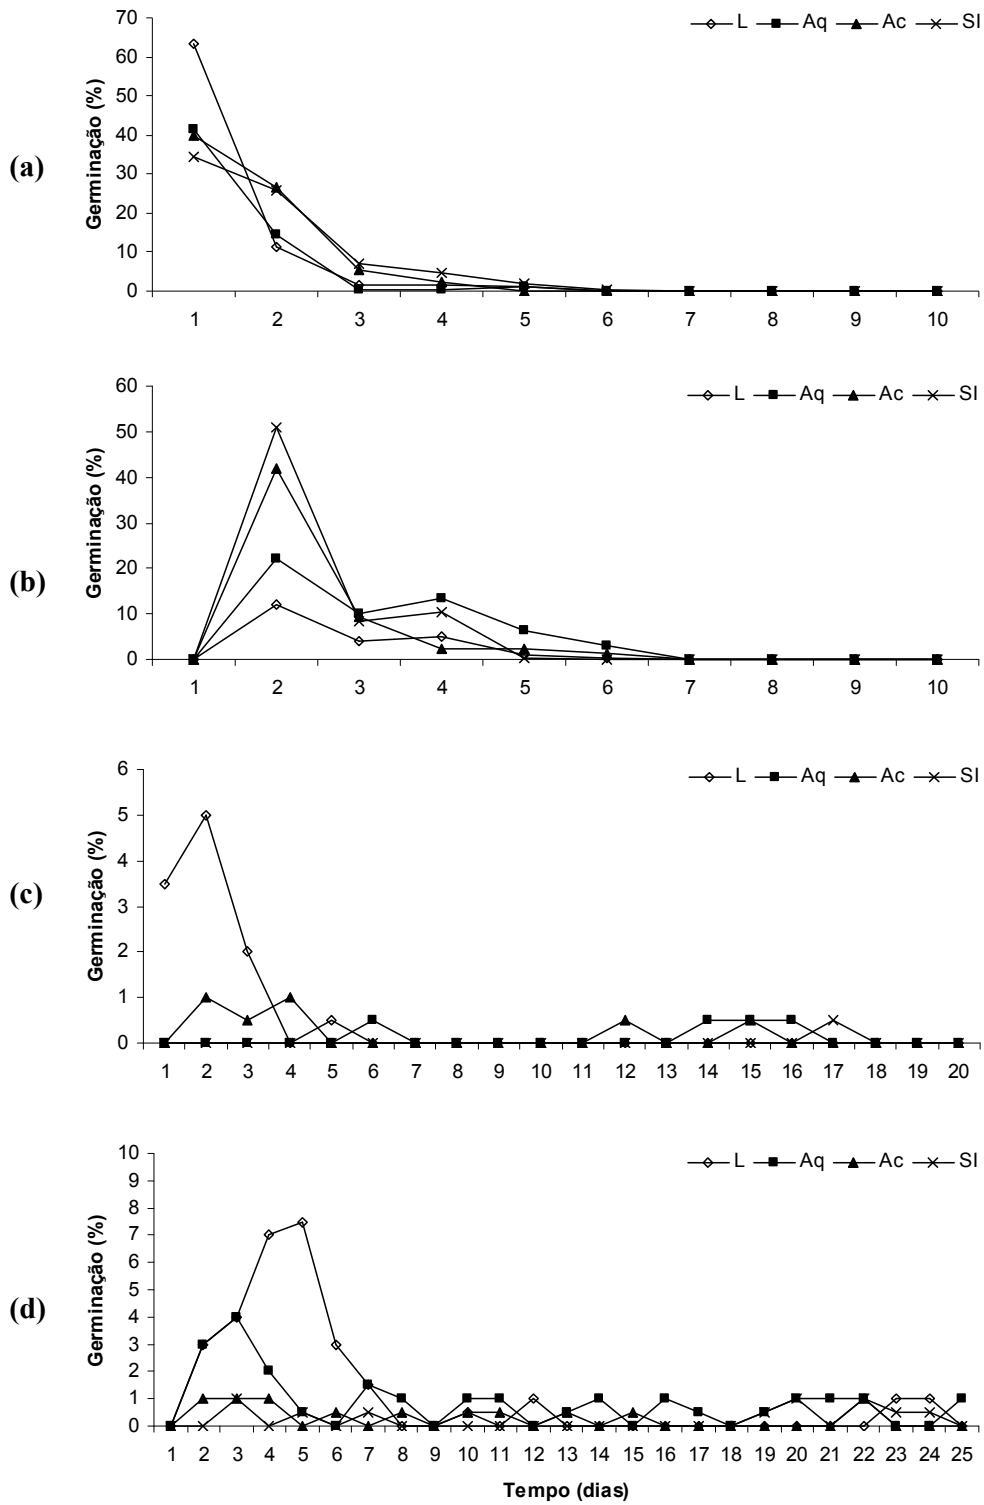 (a)
L Aq Ac SI
Germinação (%)
70
60
50
40
30
20
10
0
1 2 3 4 5 6 7 8 9 10
(b)
L Aq Ac SI
Germinação (%)
60
50
40
30
20
10
0
1 2 3 4 5 6 7 8 9 10
(c)
L Aq Ac SI
Germinação (%)
6
5
4
3
2
1
0
1 2 3 4 5 6 7 8 9 10 11 12 13 14 15 16 17 18 19 20
(d)
L Aq Ac SI
Germinação (%)
10
9
8
7
6
5
4
3
2
1
0
1 2 3 4 5 6 7 8 9 10 11 12 13 14 15 16 17 18 19 20 21 22 23 24 25
Tempo (dias)